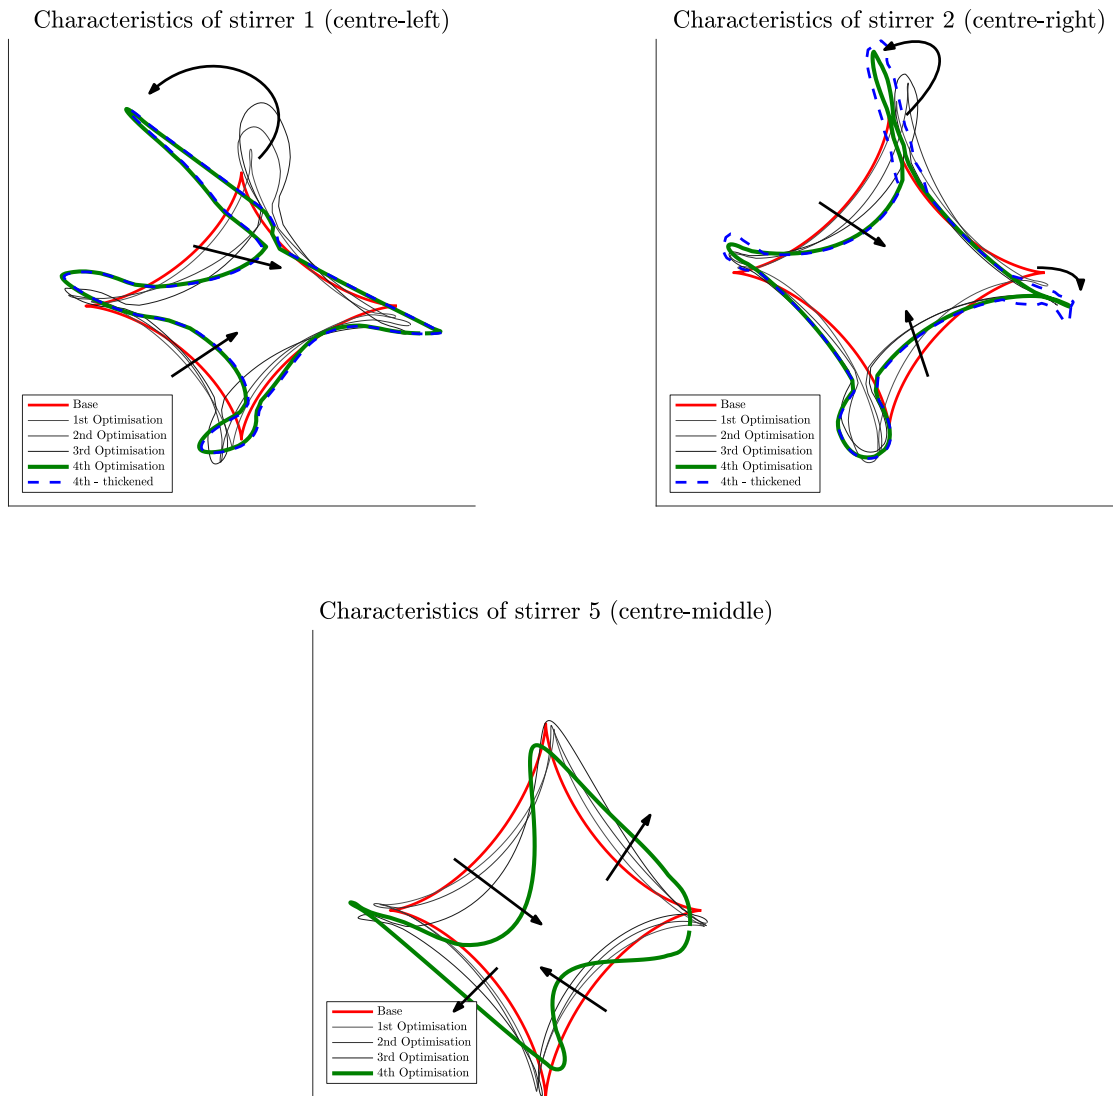 Characteristics of stirrer 1 (centre-left)
Base
1st Optimisation
2nd Optimisation
3rd Optimisation
4th Optimisation
4th - thickened
Characteristics of stirrer 2 (centre-right)
Base
1st Optimisation
2nd Optimisation
3rd Optimisation
4th Optimisation
4th - thickened
Characteristics of stirrer 5 (centre-middle)
Base
1st Optimisation
2nd Optimisation
3rd Optimisation
4th Optimisation